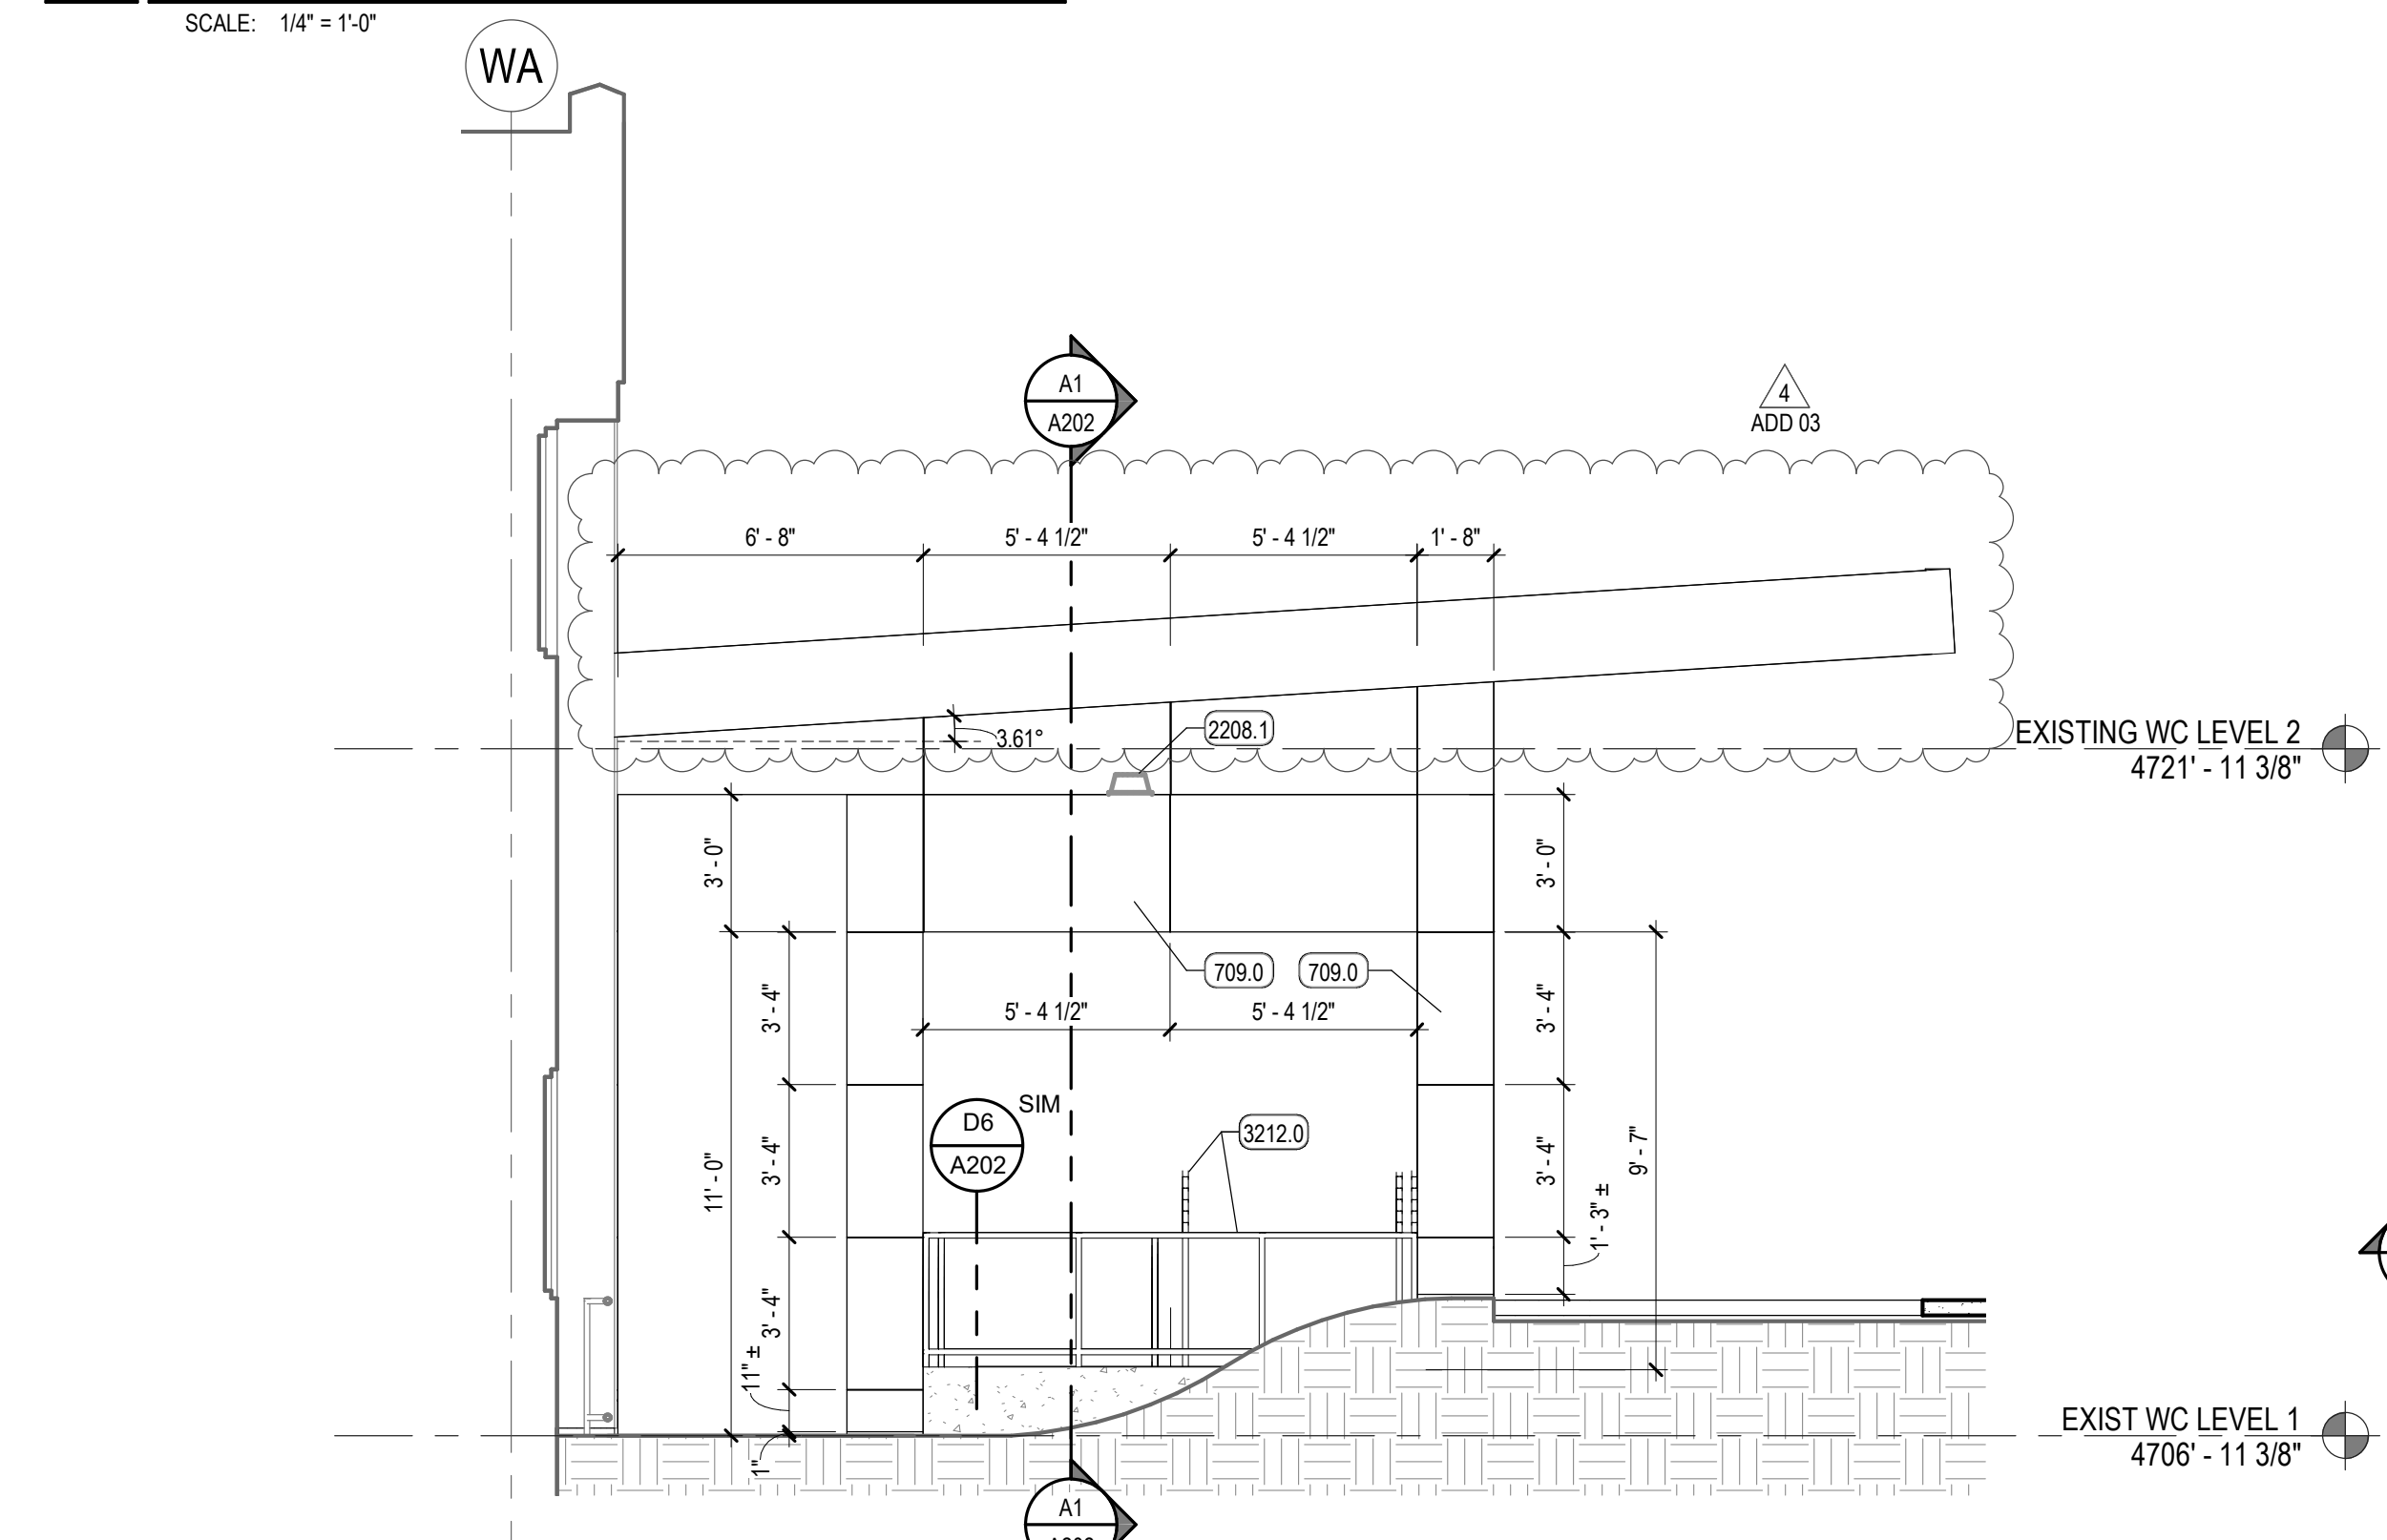 SCALE: 1/4" = 1'-0"
WA
A1
A202
4
ADD 03
6' - 8"
5' - 4 1/2"
5' - 4 1/2"
1' - 8"
3.61°
2208.1
EXISTING WC LEVEL 2
4721' - 11 3/8"
3' - 0"
3' - 0"
709.0
709.0
3' - 4"
3' - 4"
5' - 4 1/2"
5' - 4 1/2"
SIM
D6
A202
3212.0
11' - 0"
3' - 4"
3' - 4"
9' - 7"
1' - 3" ±
3' - 4"
11" ±
1"
EXIST WC LEVEL 1
4706' - 11 3/8"
A1